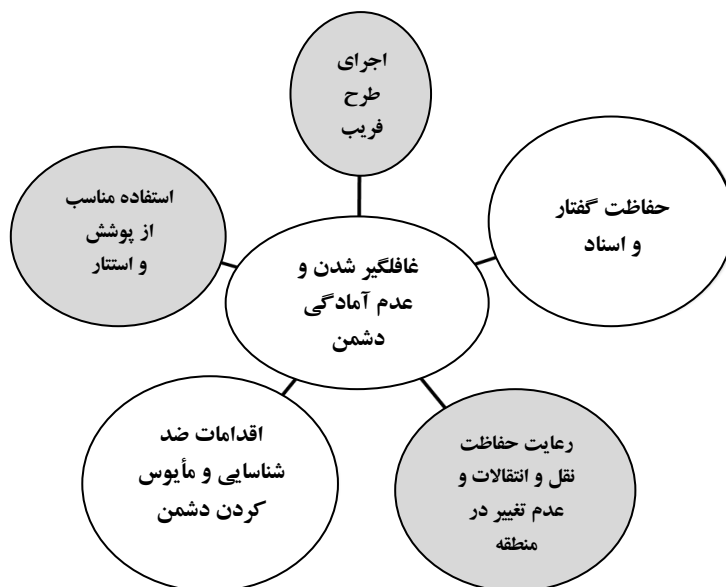 اجرای
طرح
فریب
حفاظت گفتار
و اسناد
استفاده مناسب
از پوشش
و استتار
غافلگیر شدن و
عدم آمادگی
دشمن
اقدامات ضد
شناسایی و مأیوس
کردن دشمن
رعایت حفاظت
نقل و انتقالات و
عدم تغییر در
منطقه